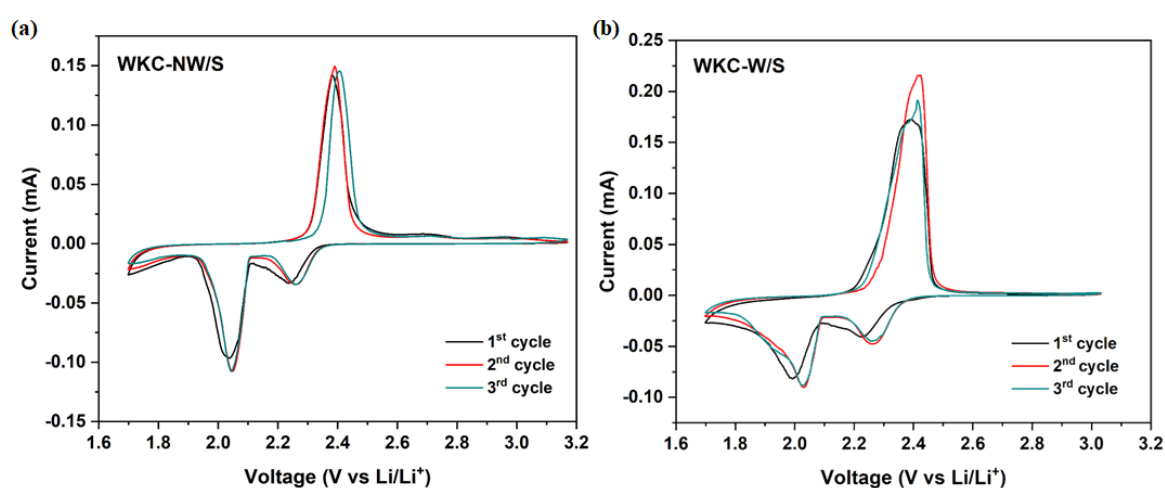 (a)
WKC-NW/S
Current (mA)
0.15
0.10
0.05
0.00
-0.05
-0.10
-0.15
1st cycle
2nd cycle
3rd cycle
1.6 1.8 2.0 2.2 2.4 2.6 2.8 3.0 3.2
Voltage (V vs Li/Li+)
(b)
WKC-W/S
Current (mA)
0.25
0.20
0.15
0.10
0.05
0.00
-0.05
-0.10
1st cycle
2nd cycle
3rd cycle
1.6 1.8 2.0 2.2 2.4 2.6 2.8 3.0 3.2
Voltage (V vs Li/Li+)